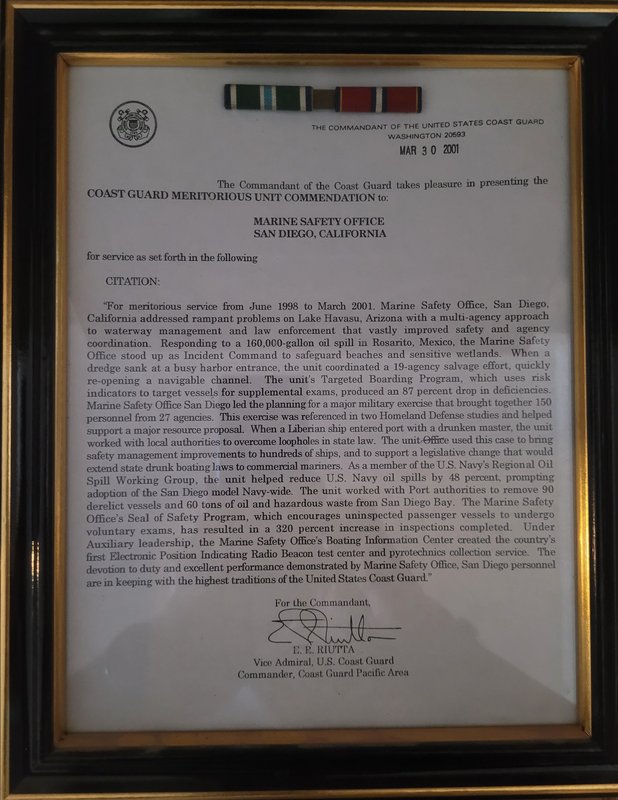 THE COMMANDANT OF THE UNITED STATES COAST GUARD
WASHINGTON 20593
MAR 30 2001
The Commandant of the Coast Guard takes pleasure in presenting the
COAST GUARD MERITORIOUS UNIT COMMENDATION to:
MARINE SAFETY OFFICE
SAN DIEGO, CALIFORNIA
for service as set forth in the following
CITATION:
"For meritorious service from June 1998 to March 2001. Marine Safety Office, San Diego,
California addressed rampant problems on Lake Havasu, Arizona with a multi-agency approach
to waterway management and law enforcement that vastly improved safety and agency
coordination. Responding to a 160,000-gallon oil spill in Rosarito, Mexico, the Marine Safety
Office stood up as Incident Command to safeguard beaches and sensitive wetlands. When a
dredge sank at a busy harbor entrance, the unit coordinated a 19-agency salvage effort, quickly
re-opening a navigable channel. The unit's Targeted Boarding Program, which uses risk
indicators to target vessels for supplemental exams, produced an 87 percent drop in deficiencies.
Marine Safety Office San Diego led the planning for a major military exercise that brought together 150
personnel from 27 agencies. This exercise was referenced in two Homeland Defense studies and helped
support a major resource proposal. When a Liberian ship entered port with a drunken master, the unit
worked with local authorities to overcome loopholes in state law. The unit Office used this case to bring
safety management improvements to hundreds of ships, and to support a legislative change that would
extend state drunk boating laws to commercial mariners. As a member of the U.S. Navy's Regional Oil
Spill Working Group, the unit helped reduce U.S. Navy oil spills by 48 percent, prompting
adoption of the San Diego model Navy-wide. The unit worked with Port authorities to remove 90
derelict vessels and 60 tons of oil and hazardous waste from San Diego Bay. The Marine Safety
Office's Seal of Safety Program, which encourages uninspected passenger vessels to undergo
voluntary exams, has resulted in a 320 percent increase in inspections completed. Under
Auxiliary leadership, the Marine Safety Office's Boating Information Center created the country's
first Electronic Position Indicating Radio Beacon test center and pyrotechnics collection service. The
devotion to duty and excellent performance demonstrated by Marine Safety Office, San Diego personnel
are in keeping with the highest traditions of the United States Coast Guard."
For the Commandant,
E. R. RIUTTA
Vice Admiral, U.S. Coast Guard
Commander, Coast Guard Pacific Area